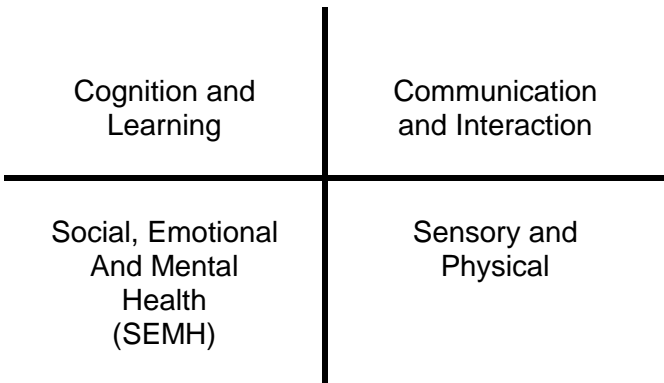 Cognition and
Learning
Communication
and Interaction
Social, Emotional
And Mental
Health
(SEMH)
Sensory and
Physical